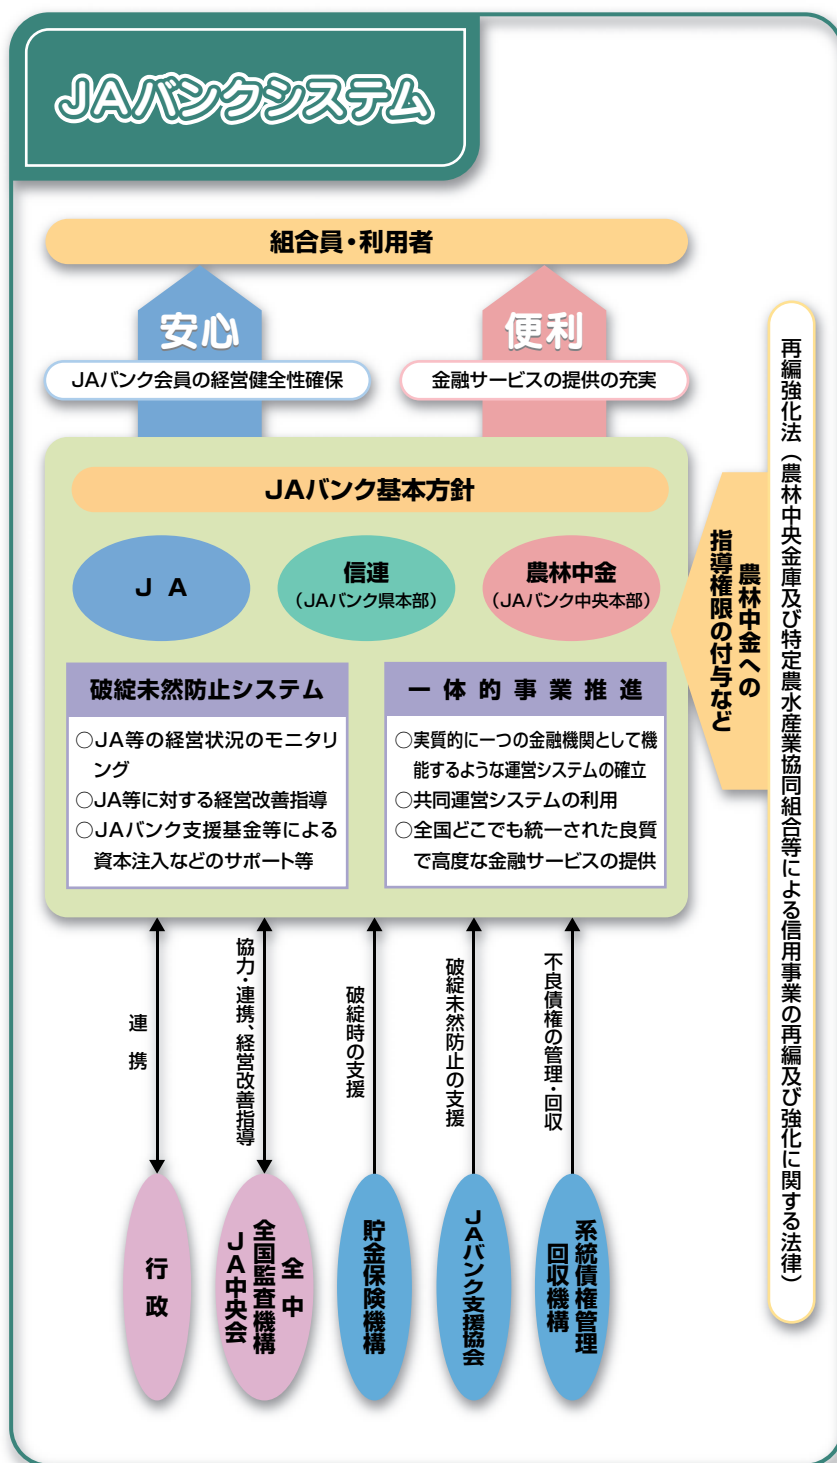 JAバンクシステム
組合員・利用者
安心
便利
JAバンク会員の経営健全性確保
金融サービスの提供の充実
JAバンク基本方針
J A
信連
（JAバンク県本部）
農林中金
（JAバンク中央本部）
破綻未然防止システム
○JA等の経営状況のモニタリ
ング
○JA等に対する経営改善指導
○JAバンク支援基金等による
資本注入などのサポート等
一体的事業推進
○実質的に一つの金融機関として機
能するような運営システムの確立
○共同運営システムの利用
○全国どこでも統一された良質
で高度な金融サービスの提供
農林中金への
指導権限の付与など
再編強化法（農林中央金庫及び特定農水産業協同組合等による信用事業の再編及び強化に関する法律）
連携
協力・連携、経営改善指導
破綻時の支援
破綻未然防止の支援
不良債権の管理・回収
行政
全中
全国監査機構
JA中央会
貯金保険機構
JAバンク支援協会
系統債権管理
回収機構